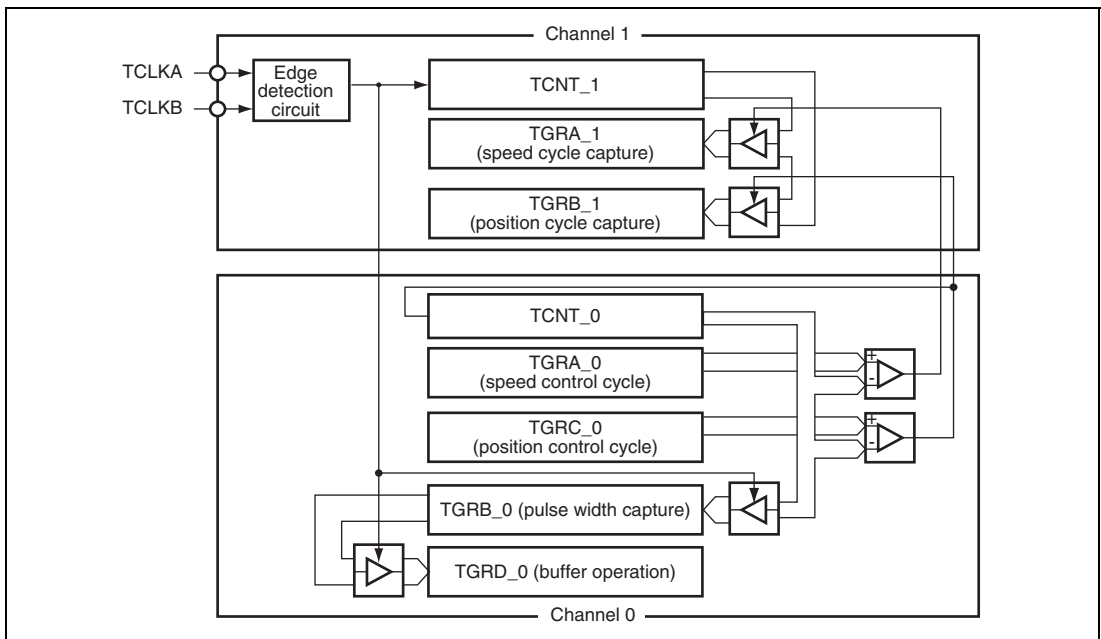 Channel 1
TCLKA
TCLKB
Edge
detection
circuit
TCNT_1
TGRA_1
(speed cycle capture)
TGRB_1
(position cycle capture)
TCNT_0
TGRA_0
(speed control cycle)
+
-
TGRC_0
(position control cycle)
+
-
TGRB_0 (pulse width capture)
TGRD_0 (buffer operation)
Channel 0